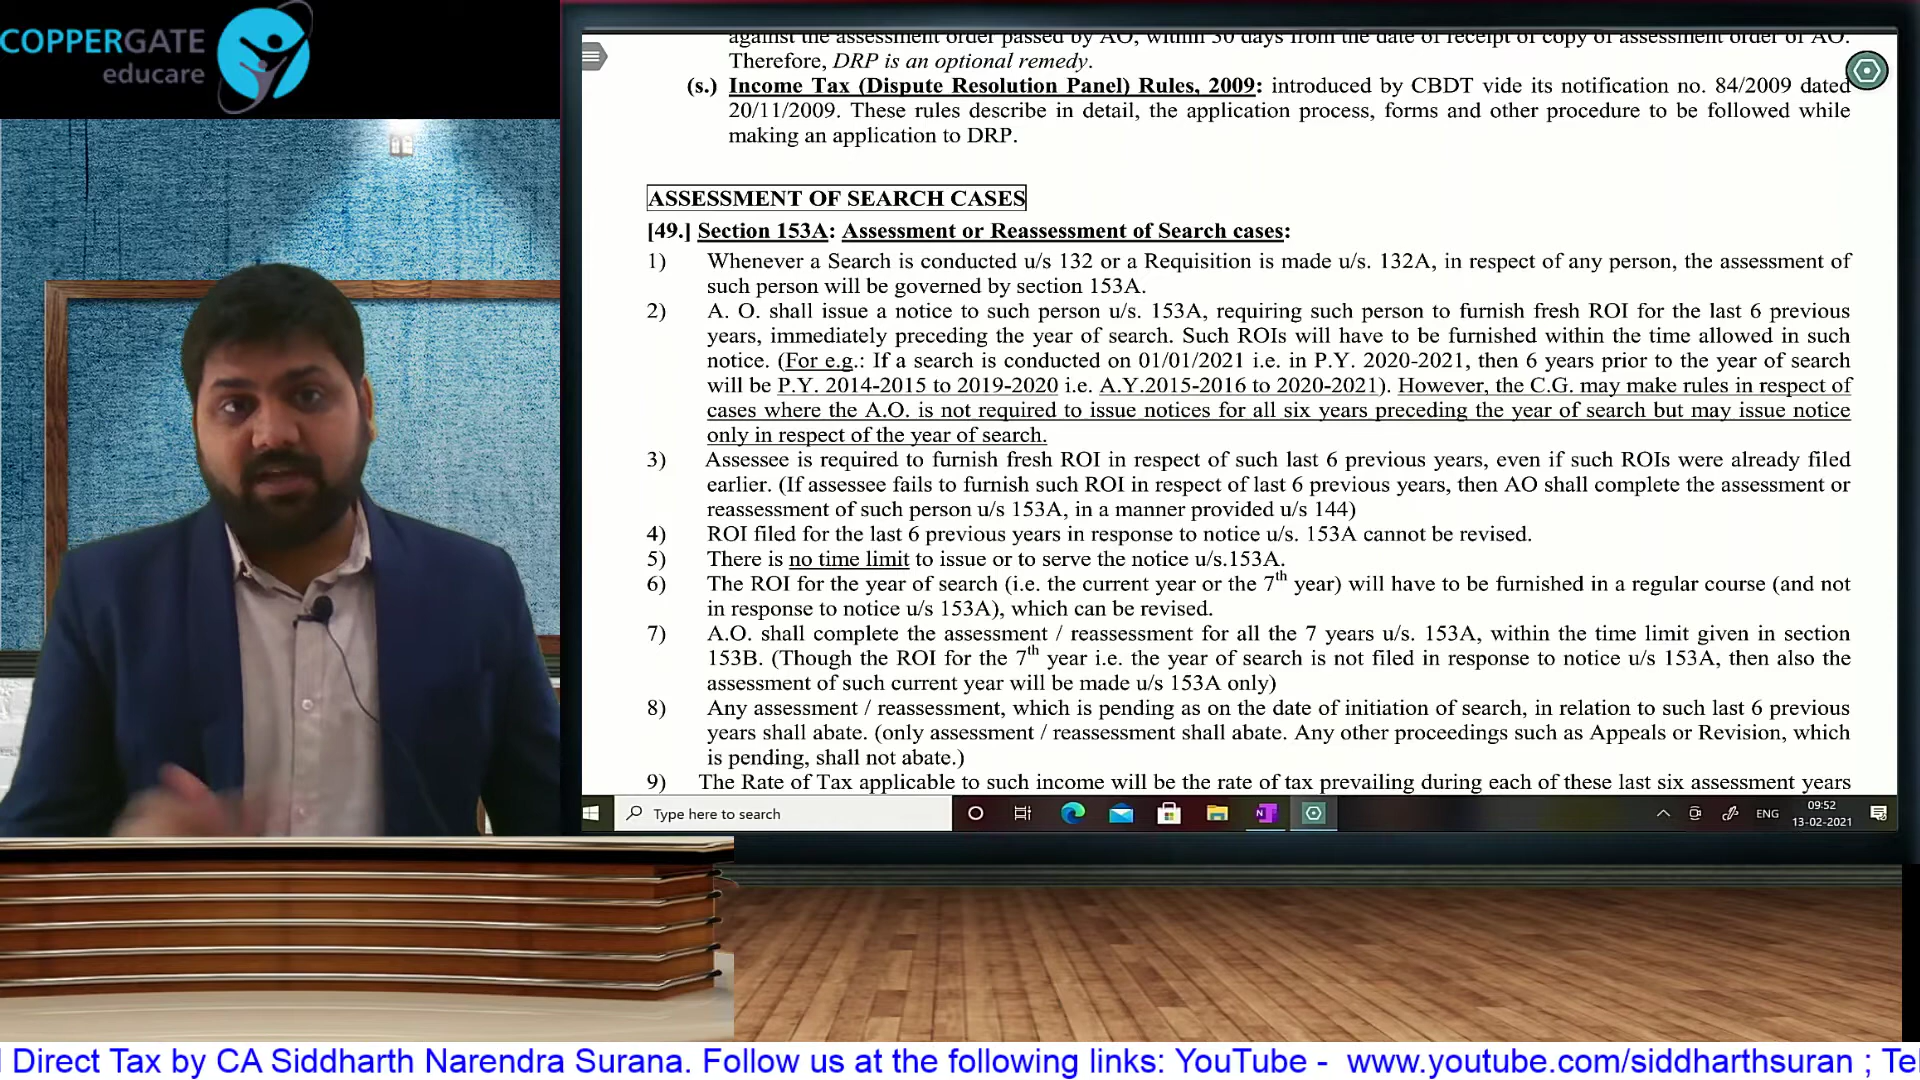 COPPERGATE
educare
against the assessment order passed by AO, within 30 days from the date of receipt of copy of assessment order of AO.
Therefore, DRP is an optional remedy.
(s.) Income Tax (Dispute Resolution Panel) Rules, 2009: introduced by CBDT vide its notification no. 84/2009 dated
20/11/2009. These rules describe in detail, the application process, forms and other procedure to be followed while
making an application to DRP.
ASSESSMENT OF SEARCH CASES
[49.] Section 153A: Assessment or Reassessment of Search cases:
1) Whenever a Search is conducted u/s 132 or a Requisition is made u/s. 132A, in respect of any person, the assessment of
such person will be governed by section 153A.
2) A. O. shall issue a notice to such person u/s. 153A, requiring such person to furnish fresh ROI for the last 6 previous
years, immediately preceding the year of search. Such ROIs will have to be furnished within the time allowed in such
notice. (For e.g.: If a search is conducted on 01/01/2021 i.e. in P.Y. 2020-2021, then 6 years prior to the year of search
will be P.Y. 2014-2015 to 2019-2020 i.e. A.Y.2015-2016 to 2020-2021). However, the C.G. may make rules in respect of
cases where the A.O. is not required to issue notices for all six years preceding the year of search but may issue notice
only in respect of the year of search.
3) Assessee is required to furnish fresh ROI in respect of such last 6 previous years, even if such ROIs were already filed
earlier. (If assessee fails to furnish such ROI in respect of last 6 previous years, then AO shall complete the assessment or
reassessment of such person u/s 153A, in a manner provided u/s 144)
4) ROI filed for the last 6 previous years in response to notice u/s. 153A cannot be revised.
5) There is no time limit to issue or to serve the notice u/s.153A.
6) The ROI for the year of search (i.e. the current year or the 7th year) will have to be furnished in a regular course (and not
in response to notice u/s 153A), which can be revised.
7) A.O. shall complete the assessment / reassessment for all the 7 years u/s. 153A, within the time limit given in section
153B. (Though the ROI for the 7th year i.e. the year of search is not filed in response to notice u/s 153A, then also the
assessment of such current year will be made u/s 153A only)
8) Any assessment / reassessment, which is pending as on the date of initiation of search, in relation to such last 6 previous
years shall abate. (only assessment / reassessment shall abate. Any other proceedings such as Appeals or Revision, which
is pending, shall not abate.)
9) The Rate of Tax applicable to such income will be the rate of tax prevailing during each of these last six assessment years
Type here to search
ENG
09:52
13-02-2021
Direct Tax by CA Siddharth Narendra Surana. Follow us at the following links: YouTube - www.youtube.com/siddharthsuran ; Te